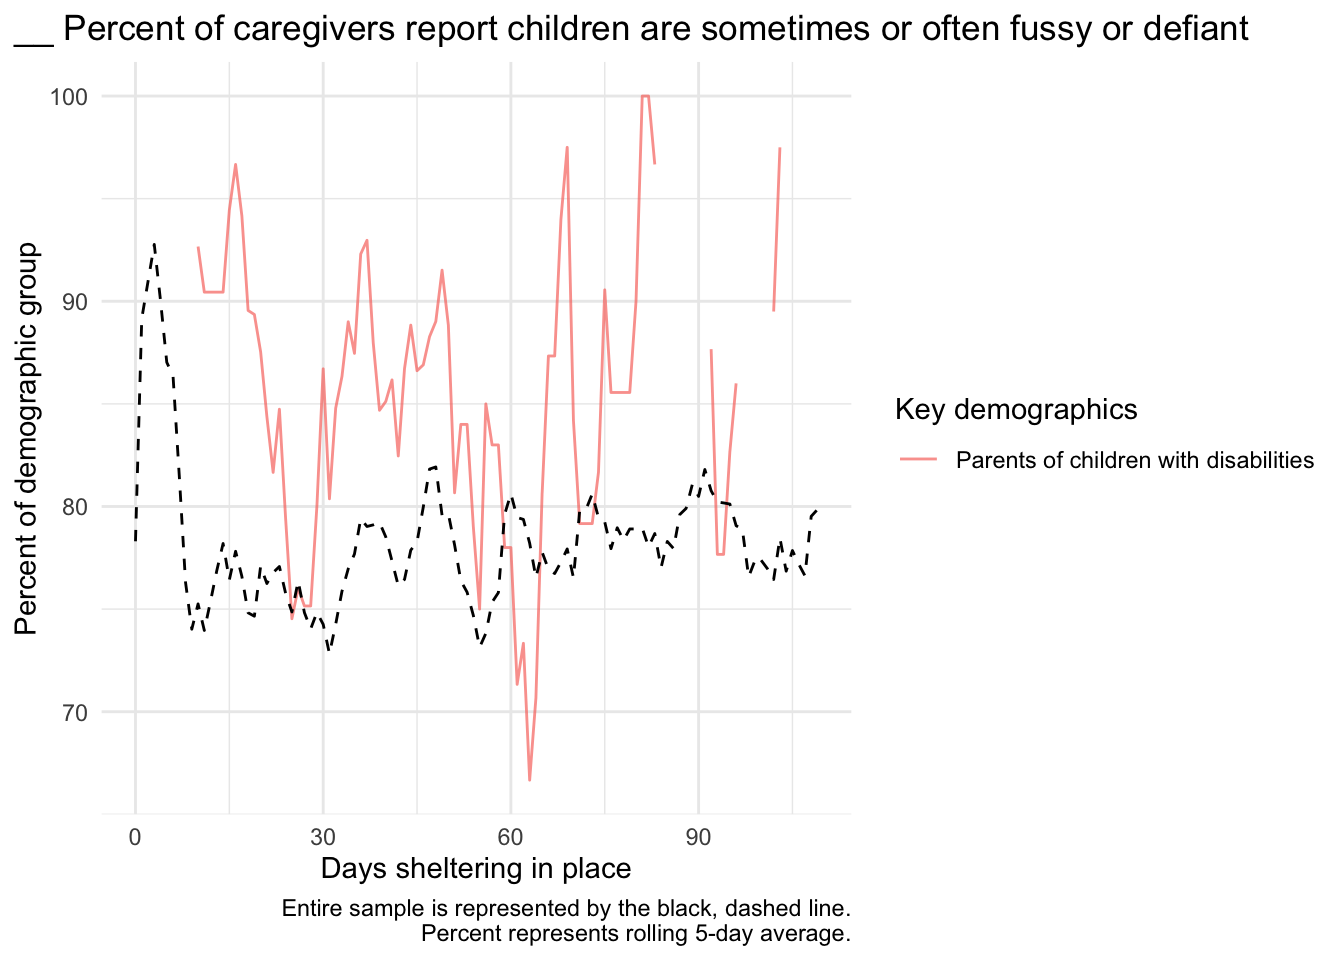 __ Percent of caregivers report children are sometimes or often fussy or defiant
Percent of demographic group
100
90
80
70
0
30
60
90
Days sheltering in place
Key demographics
Parents of children with disabilities
Entire sample is represented by the black, dashed line.
Percent represents rolling 5-day average.